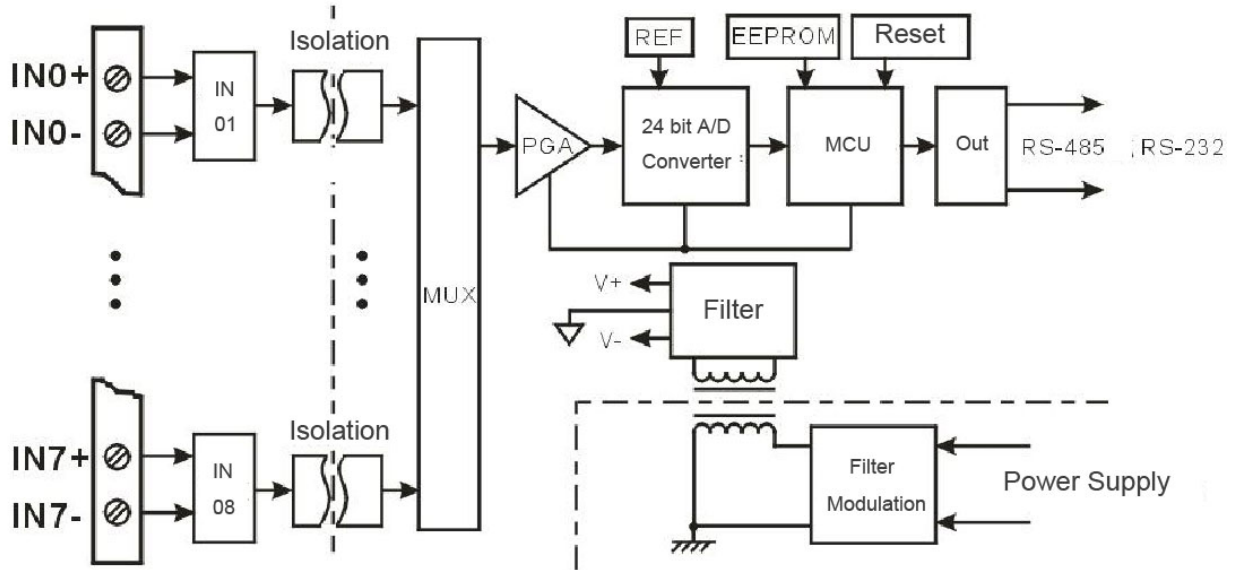 IN0+
IN0-
IN
01
Isolation
REF
EEPROM
Reset
PGA
24 bit A/D
Converter
MCU
Out
RS-485 ; RS-232
MUX
V+
V-
Filter
IN7+
IN7-
IN
08
Isolation
Filter
Modulation
Power Supply